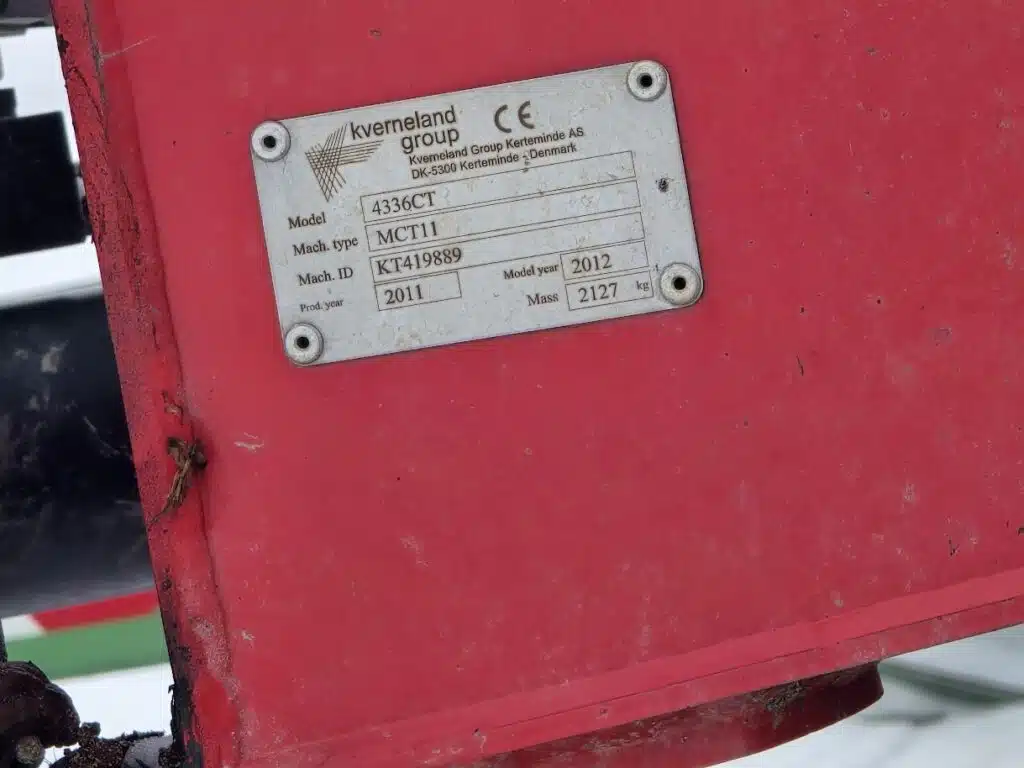 kverneland
group
CE
Kverneland Group Kerteminde AS
DK-5300 Kerteminde - Denmark
Model 4336CT
Mach. type MCT11
Mach. ID KT419889
Prod. year 2011 Model year 2012
Mass 2127 kg